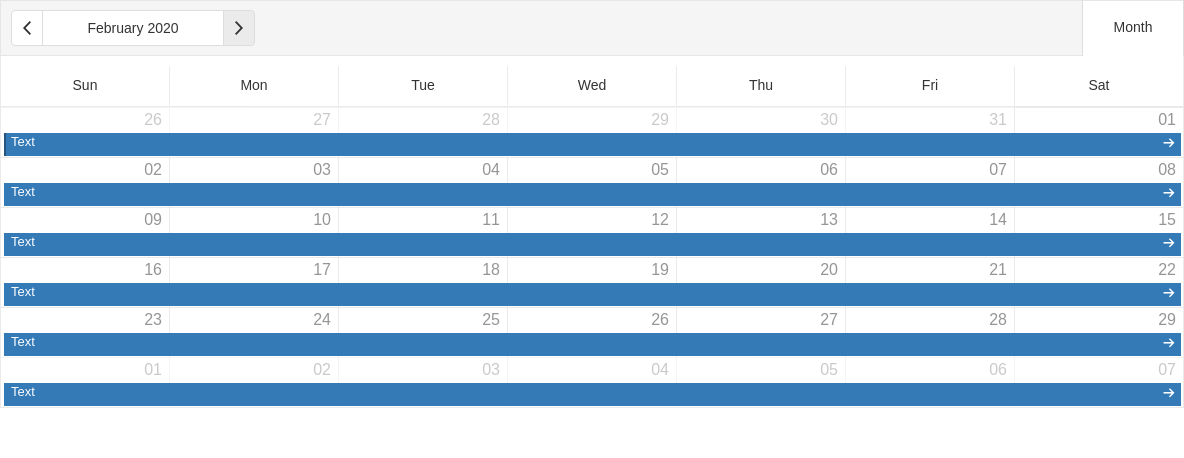 February 2020
Month
Sun Mon Tue Wed Thu Fri Sat
26 27 28 29 30 31 01
Text
02 03 04 05 06 07 08
Text
09 10 11 12 13 14 15
Text
16 17 18 19 20 21 22
Text
23 24 25 26 27 28 29
Text
01 02 03 04 05 06 07
Text